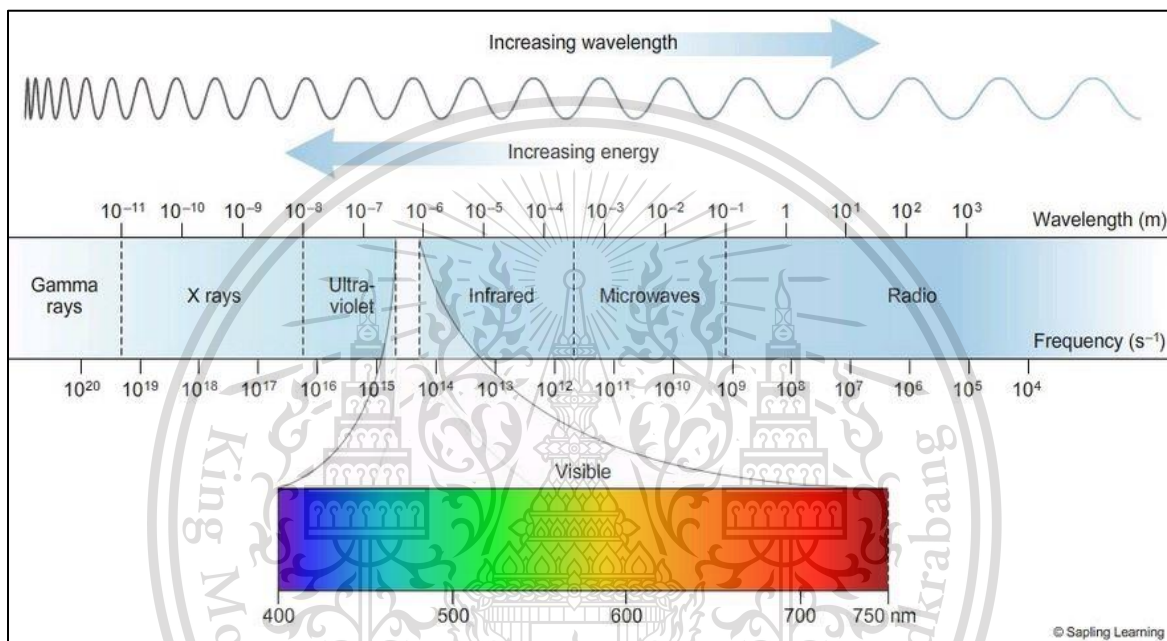 Increasing wavelength
Increasing energy
10⁻¹¹ 10⁻¹⁰ 10⁻⁹ 10⁻⁸ 10⁻⁷ 10⁻⁶ 10⁻⁵ 10⁻⁴ 10⁻³ 10⁻² 10⁻¹ 1 10¹ 10² 10³ Wavelength (m)
Gamma rays X rays Ultra-violet Infrared Microwaves Radio
Frequency (s⁻¹)
10²⁰ 10¹⁹ 10¹⁸ 10¹⁷ 10¹⁶ 10¹⁵ 10¹⁴ 10¹³ 10¹² 10¹¹ 10¹⁰ 10⁹ 10⁸ 10⁷ 10⁶ 10⁵ 10⁴
Visible
400 500 600 700 750 nm
King Mo
krabang
© Sapling Learning